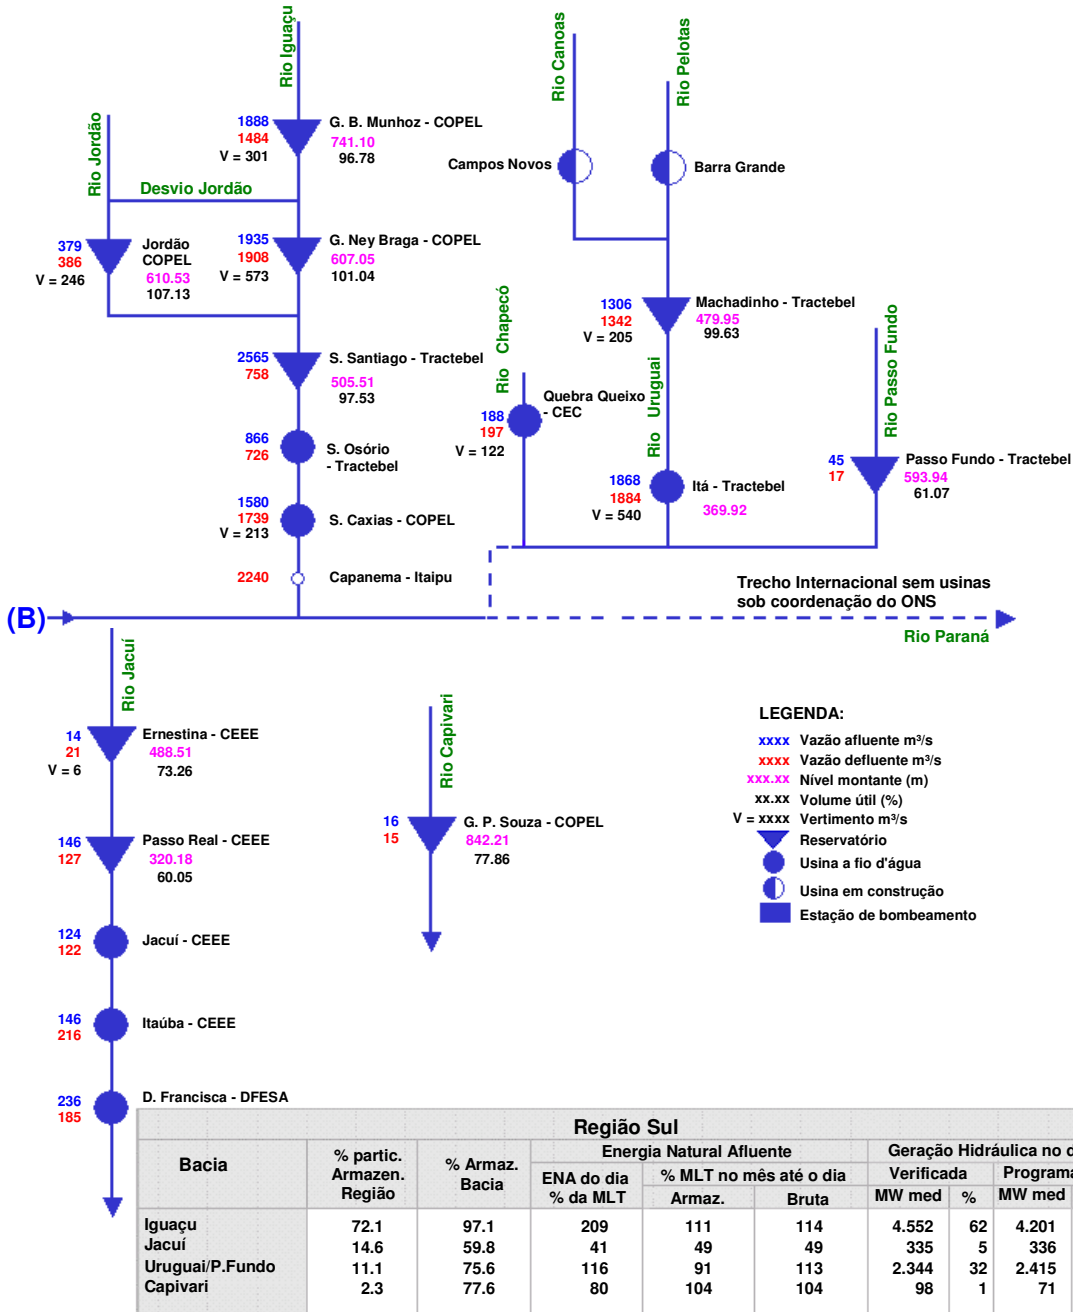 Rio Iguaçu
Rio Canoas
Rio Pelotas
Rio Jordão
1888
1484
V = 301
G. B. Munhoz - COPEL
741.10
96.78
Campos Novos
Barra Grande
Desvio Jordão
379
386
V = 246
Jordão
COPEL
610.53
107.13
1935
1908
V = 573
G. Ney Braga - COPEL
607.05
101.04
1306
1342
V = 205
Machadinho - Tractebel
479.95
99.63
Rio Chapecó
Rio Uruguai
Rio Passo Fundo
2565
758
S. Santiago - Tractebel
505.51
97.53
188
197
V = 122
Quebra Queixo
- CEC
866
726
S. Osório
- Tractebel
1868
1884
V = 540
Itá - Tractebel
369.92
45
17
Passo Fundo - Tractebel
593.94
61.07
1580
1739
V = 213
S. Caxias - COPEL
2240
Capanema - Itaipu
Trecho Internacional sem usinas
sob coordenação do ONS
(B)
Rio Paraná
Rio Jacuí
14
21
V = 6
Ernestina - CEEE
488.51
73.26
Rio Capivari
146
127
Passo Real - CEEE
320.18
60.05
16
15
G. P. Souza - COPEL
842.21
77.86
124
122
Jacuí - CEEE
146
216
Itaúba - CEEE
236
185
D. Francisca - DFESA
LEGENDA:
xxxx Vazão afluente m³/s
xxxx Vazão defluente m³/s
xxx.xx Nível montante (m)
xx.xx Volume útil (%)
V = xxxx Vertimento m³/s
Reservatório
Usina a fio d'água
Usina em construção
Estação de bombeamento
Região Sul
Bacia
% partic.
Armazen.
Região
% Armaz.
Bacia
Energia Natural Afluente
ENA do dia
% da MLT
% MLT no mês até o dia
Armaz. Bruta
Geração Hidráulica no d
Verificada Programa
MW med % MW med
Iguaçu 72.1 97.1 209 111 114 4.552 62 4.201
Jacuí 14.6 59.8 41 49 49 335 5 336
Uruguai/P.Fundo 11.1 75.6 116 91 113 2.344 32 2.415
Capivari 2.3 77.6 80 104 104 98 1 71